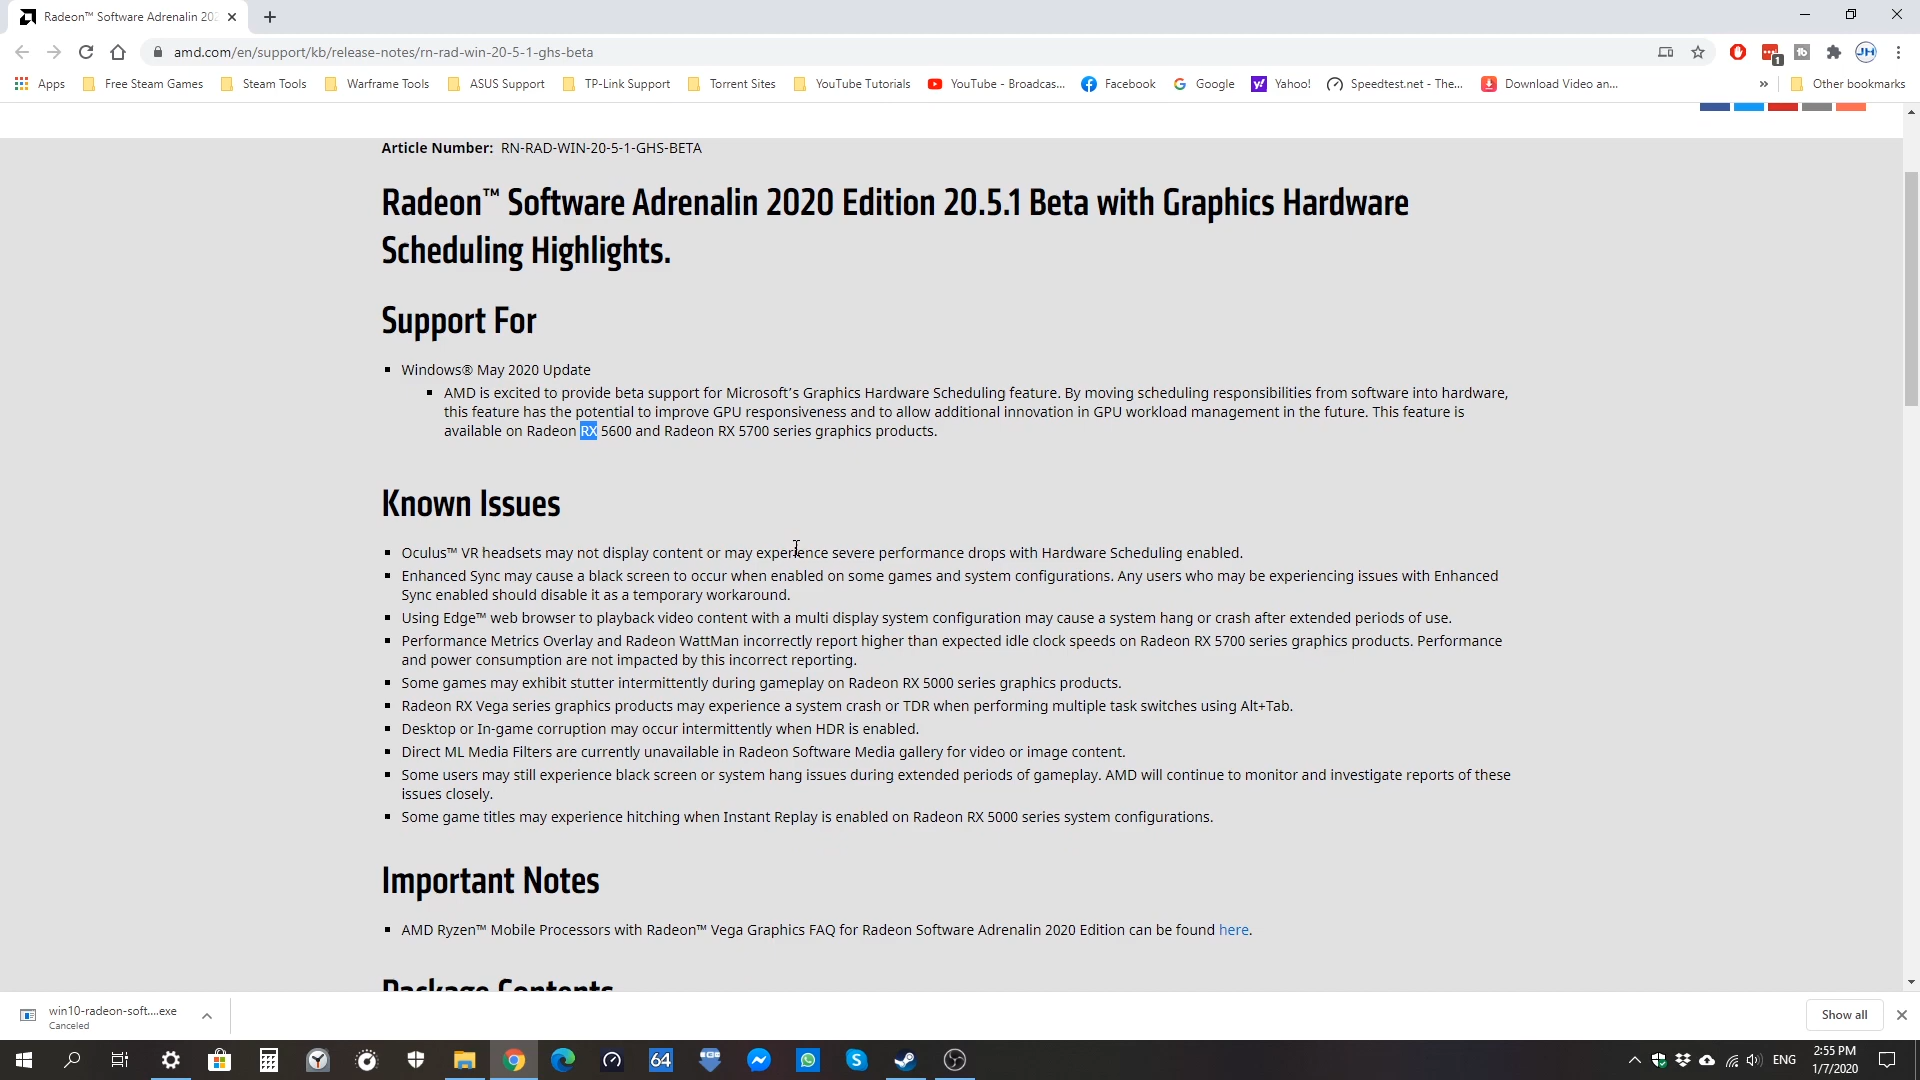 Radeon™ Software Adrenalin 202
amd.com/en/support/kb/release-notes/rn-rad-win-20-5-1-ghs-beta
1
JH
Apps
Free Steam Games
Steam Tools
Warframe Tools
ASUS Support
TP-Link Support
Torrent Sites
YouTube Tutorials
YouTube - Broadcas...
Facebook
Google
Yahoo!
Speedtest.net - The...
Download Video an...
»
Other bookmarks
Article Number: RN-RAD-WIN-20-5-1-GHS-BETA
Radeon™ Software Adrenalin 2020 Edition 20.5.1 Beta with Graphics Hardware
Scheduling Highlights.
Support For
Windows® May 2020 Update
AMD is excited to provide beta support for Microsoft's Graphics Hardware Scheduling feature. By moving scheduling responsibilities from software into hardware,
this feature has the potential to improve GPU responsiveness and to allow additional innovation in GPU workload management in the future. This feature is
available on Radeon RX 5600 and Radeon RX 5700 series graphics products.
Known Issues
Oculus™ VR headsets may not display content or may experience severe performance drops with Hardware Scheduling enabled.
Enhanced Sync may cause a black screen to occur when enabled on some games and system configurations. Any users who may be experiencing issues with Enhanced
Sync enabled should disable it as a temporary workaround.
Using Edge™ web browser to playback video content with a multi display system configuration may cause a system hang or crash after extended periods of use.
Performance Metrics Overlay and Radeon WattMan incorrectly report higher than expected idle clock speeds on Radeon RX 5700 series graphics products. Performance
and power consumption are not impacted by this incorrect reporting.
Some games may exhibit stutter intermittently during gameplay on Radeon RX 5000 series graphics products.
Radeon RX Vega series graphics products may experience a system crash or TDR when performing multiple task switches using Alt+Tab.
Desktop or In-game corruption may occur intermittently when HDR is enabled.
Direct ML Media Filters are currently unavailable in Radeon Software Media gallery for video or image content.
Some users may still experience black screen or system hang issues during extended periods of gameplay. AMD will continue to monitor and investigate reports of these
issues closely.
Some game titles may experience hitching when Instant Replay is enabled on Radeon RX 5000 series system configurations.
Important Notes
AMD Ryzen™ Mobile Processors with Radeon™ Vega Graphics FAQ for Radeon Software Adrenalin 2020 Edition can be found here.
Package Contents
win10-radeon-soft....exe
Canceled
Show all
64
ENG
2:55 PM
1/7/2020